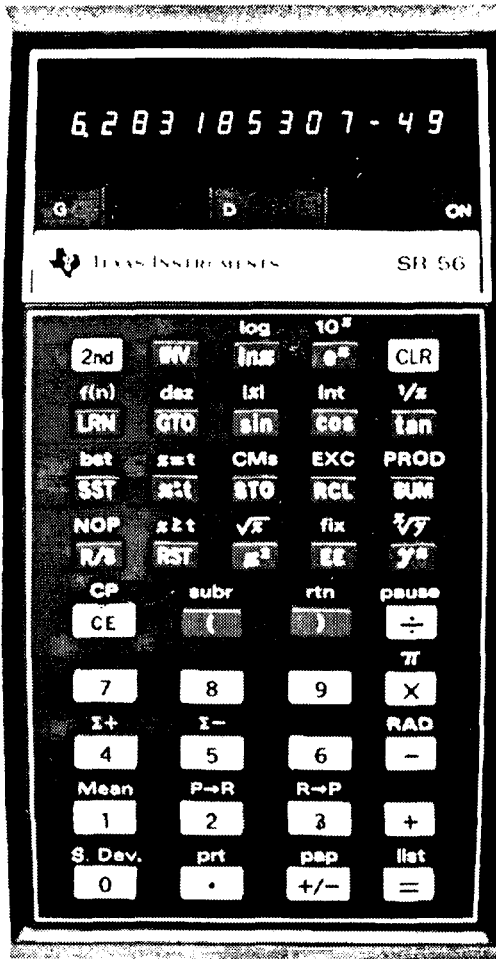 6.283185307-49
G D ON
TEXAS INSTRUMENTS SR-56
log 10ˣ
2nd INV lnx eˣ CLR
f(n) dsz |x| Int 1/x
LRN GTO sin cos tan
bst x=t CMs EXC PROD
SST x⇄t STO RCL SUM
NOP x≥t √x fix ˣ√y
R/S RST x² EE yˣ
CP subr rtn pause
CE ( ) ÷
π
7 8 9 ×
Σ+ Σ− RAD
4 5 6 −
Mean P→R R→P
1 2 3 +
S. Dev. prt pap list
0 . +/− =